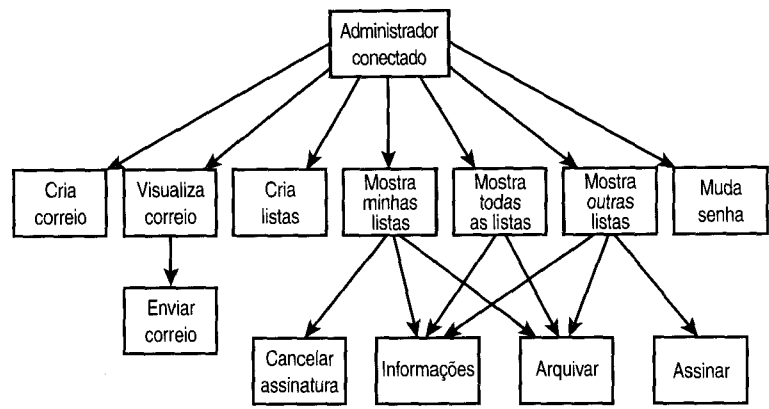 Administrador
conectado
Cria
correio
Visualiza
correio
Cria
listas
Mostra
minhas
listas
Mostra
todas
as listas
Mostra
outras
listas
Muda
senha
Enviar
correio
Cancelar
assinatura
Informações
Arquivar
Assinar